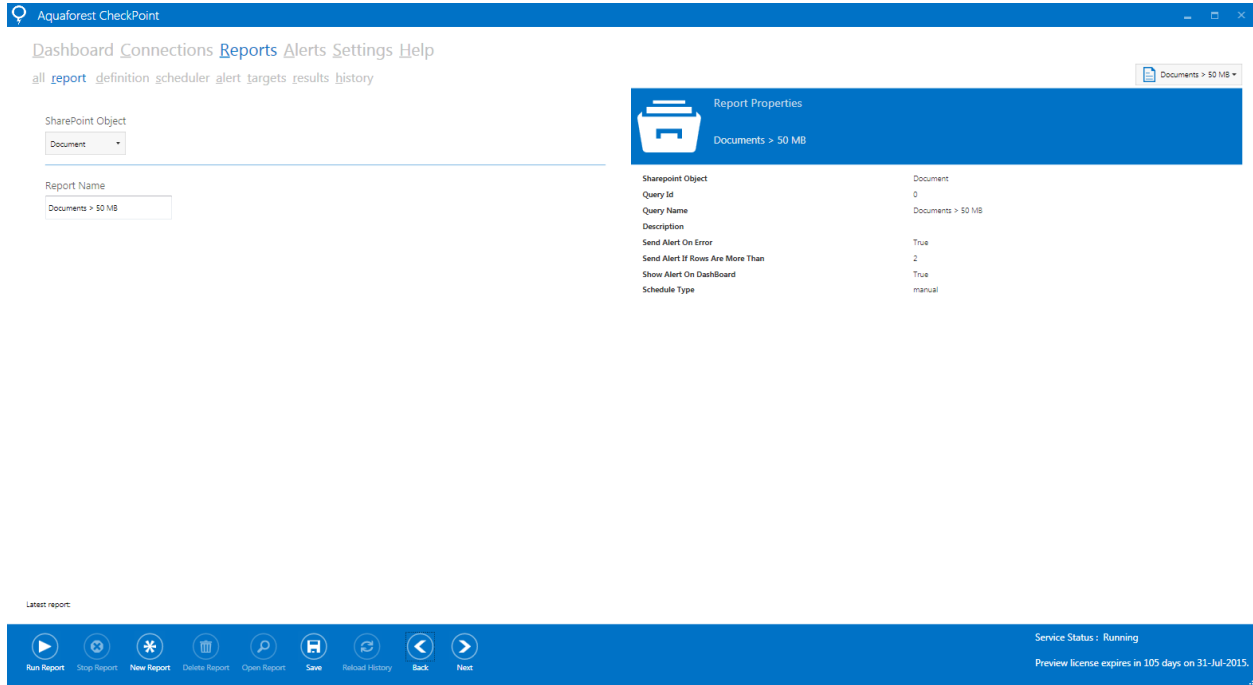 Aquaforest CheckPoint
Dashboard Connections Reports Alerts Settings Help
all report definition scheduler alert targets results history
Documents > 50 MB
SharePoint Object
Document
Report Name
Documents > 50 MB
Report Properties
Documents > 50 MB
Sharepoint Object Document
Query Id 0
Query Name Documents > 50 MB
Description
Send Alert On Error True
Send Alert If Rows Are More Than 2
Show Alert On DashBoard True
Schedule Type manual
Latest report:
Run Report Stop Report New Report Delete Report Open Report Save Reload History Back Next
Service Status : Running
Preview license expires in 105 days on 31-Jul-2015.